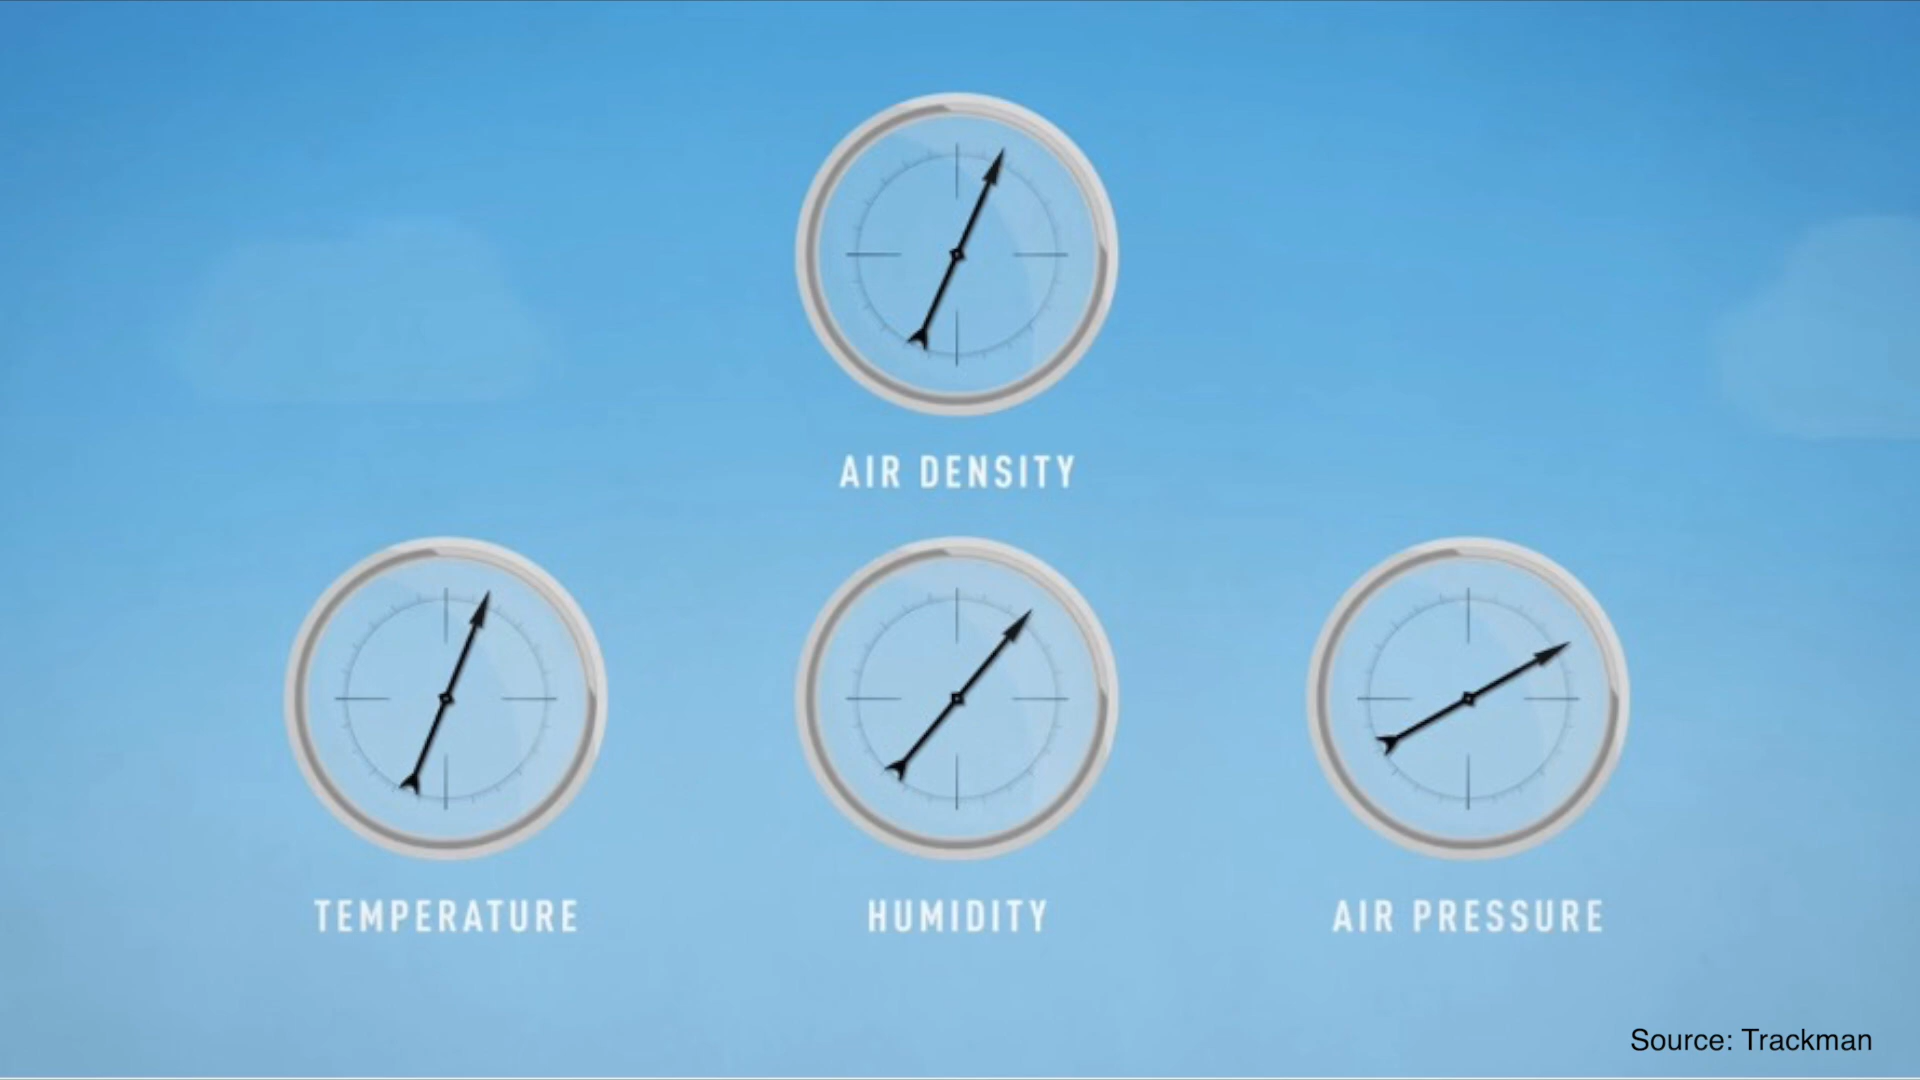 AIR DENSITY
TEMPERATURE
HUMIDITY
AIR PRESSURE
Source: Trackman